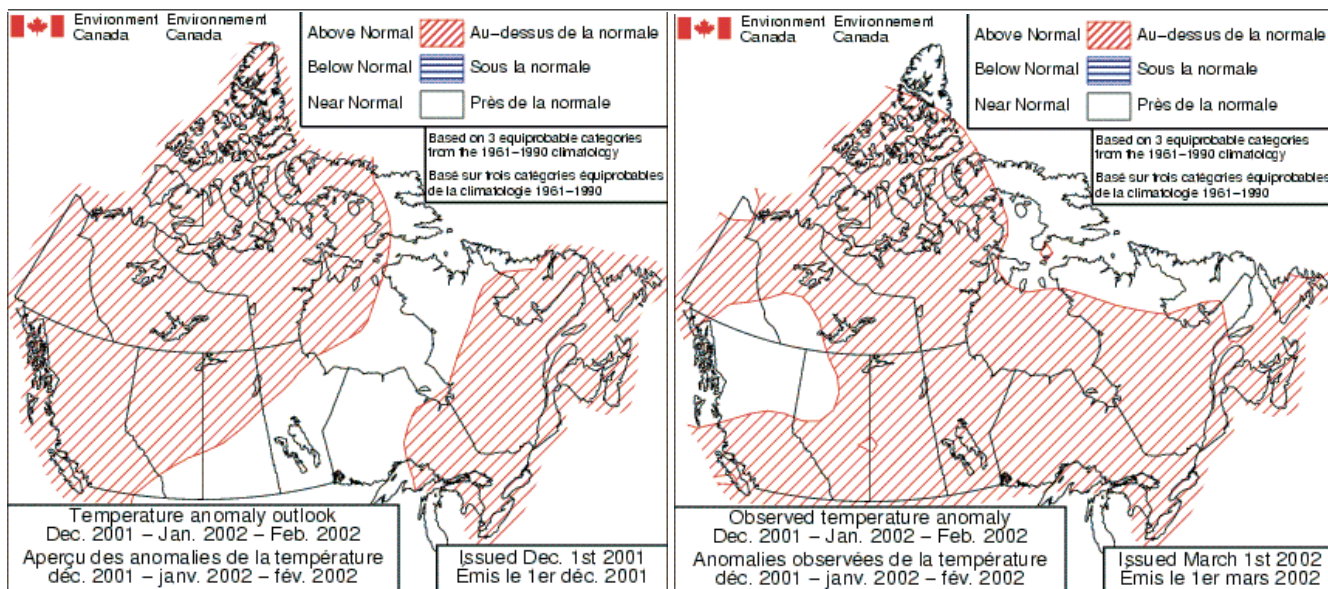 Environment Environnement
Canada Canada
Above Normal Au-dessus de la normale
Below Normal Sous la normale
Near Normal Près de la normale
Based on 3 equiprobable categories
from the 1961-1990 climatology
Basé sur trois catégories équiprobables
de la climatologie 1961-1990
Temperature anomaly outlook
Dec. 2001 - Jan. 2002 - Feb. 2002
Aperçu des anomalies de la température
déc. 2001 - janv. 2002 - fév. 2002
Issued Dec. 1st 2001
Émis le 1er déc. 2001
Environment Environnement
Canada Canada
Above Normal Au-dessus de la normale
Below Normal Sous la normale
Near Normal Près de la normale
Based on 3 equiprobable categories
from the 1961-1990 climatology
Basé sur trois catégories équiprobables
de la climatologie 1961-1990
Observed temperature anomaly
Dec. 2001 - Jan. 2002 - Feb. 2002
Anomalies observées de la température
déc. 2001 - janv. 2002 - fév. 2002
Issued March 1st 2002
Émis le 1er mars 2002